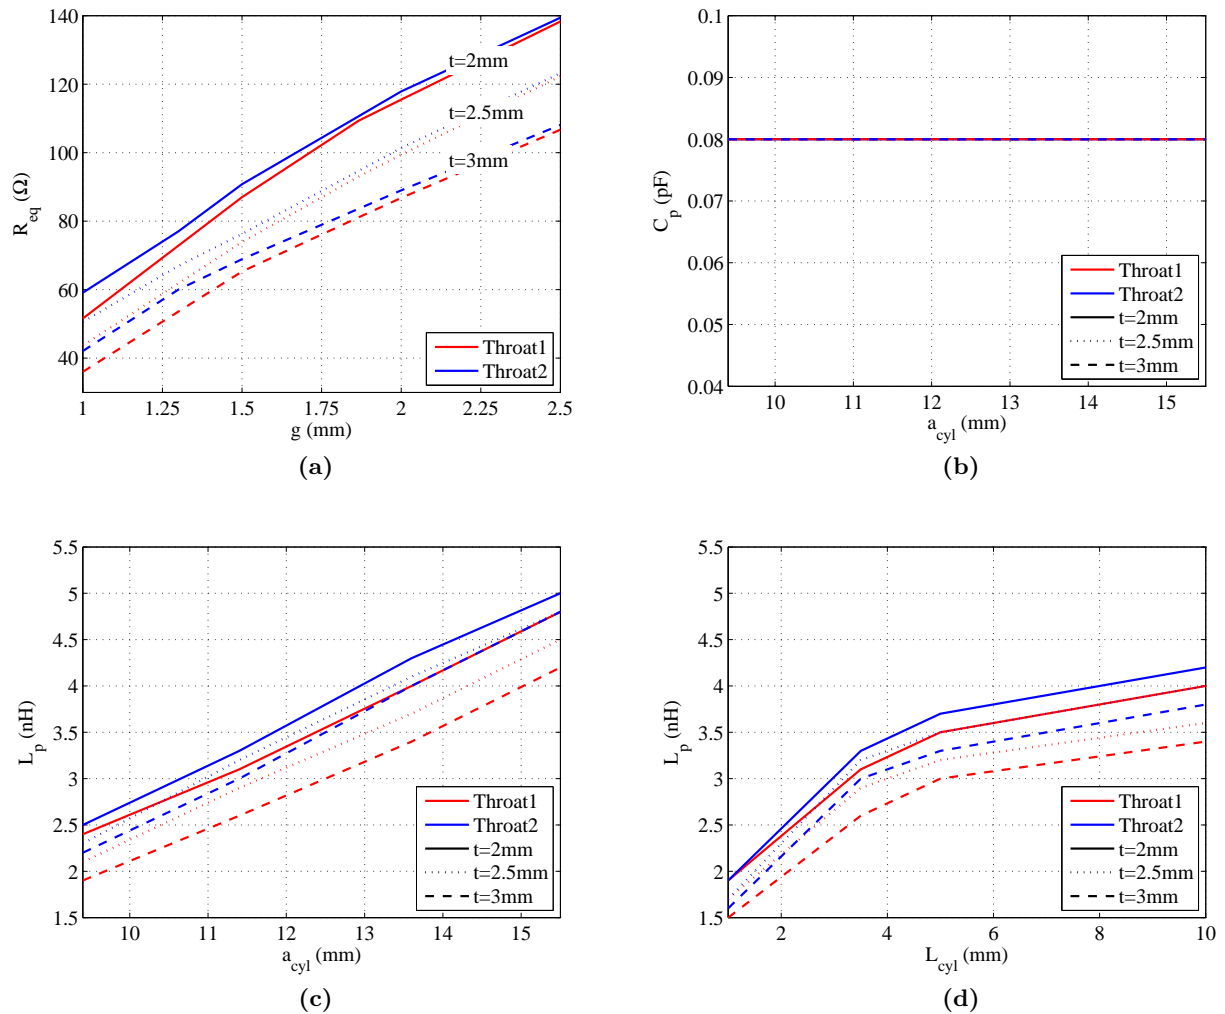 140
120
100
80
60
40
R_eq (Ω)
t=2mm
t=2.5mm
t=3mm
Throat1
Throat2
1 1.25 1.5 1.75 2 2.25 2.5
g (mm)
(a)
0.1
0.09
0.08
0.07
0.06
0.05
0.04
C_p (pF)
Throat1
Throat2
t=2mm
t=2.5mm
t=3mm
10 11 12 13 14 15
a_cyl (mm)
(b)
5.5
5
4.5
4
3.5
3
2.5
2
1.5
L_p (nH)
Throat1
Throat2
t=2mm
t=2.5mm
t=3mm
10 11 12 13 14 15
a_cyl (mm)
(c)
5.5
5
4.5
4
3.5
3
2.5
2
1.5
L_p (nH)
Throat1
Throat2
t=2mm
t=2.5mm
t=3mm
2 4 6 8 10
L_cyl (mm)
(d)